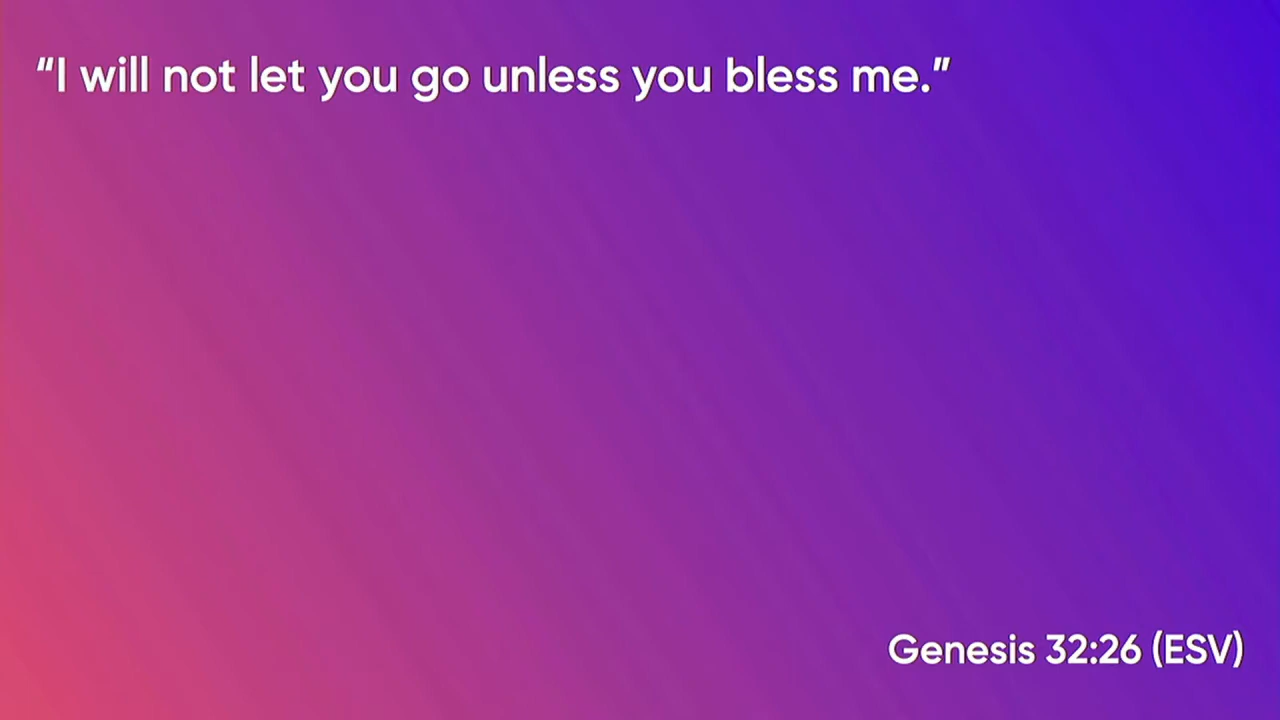 “I will not let you go unless you bless me.”
Genesis 32:26 (ESV)